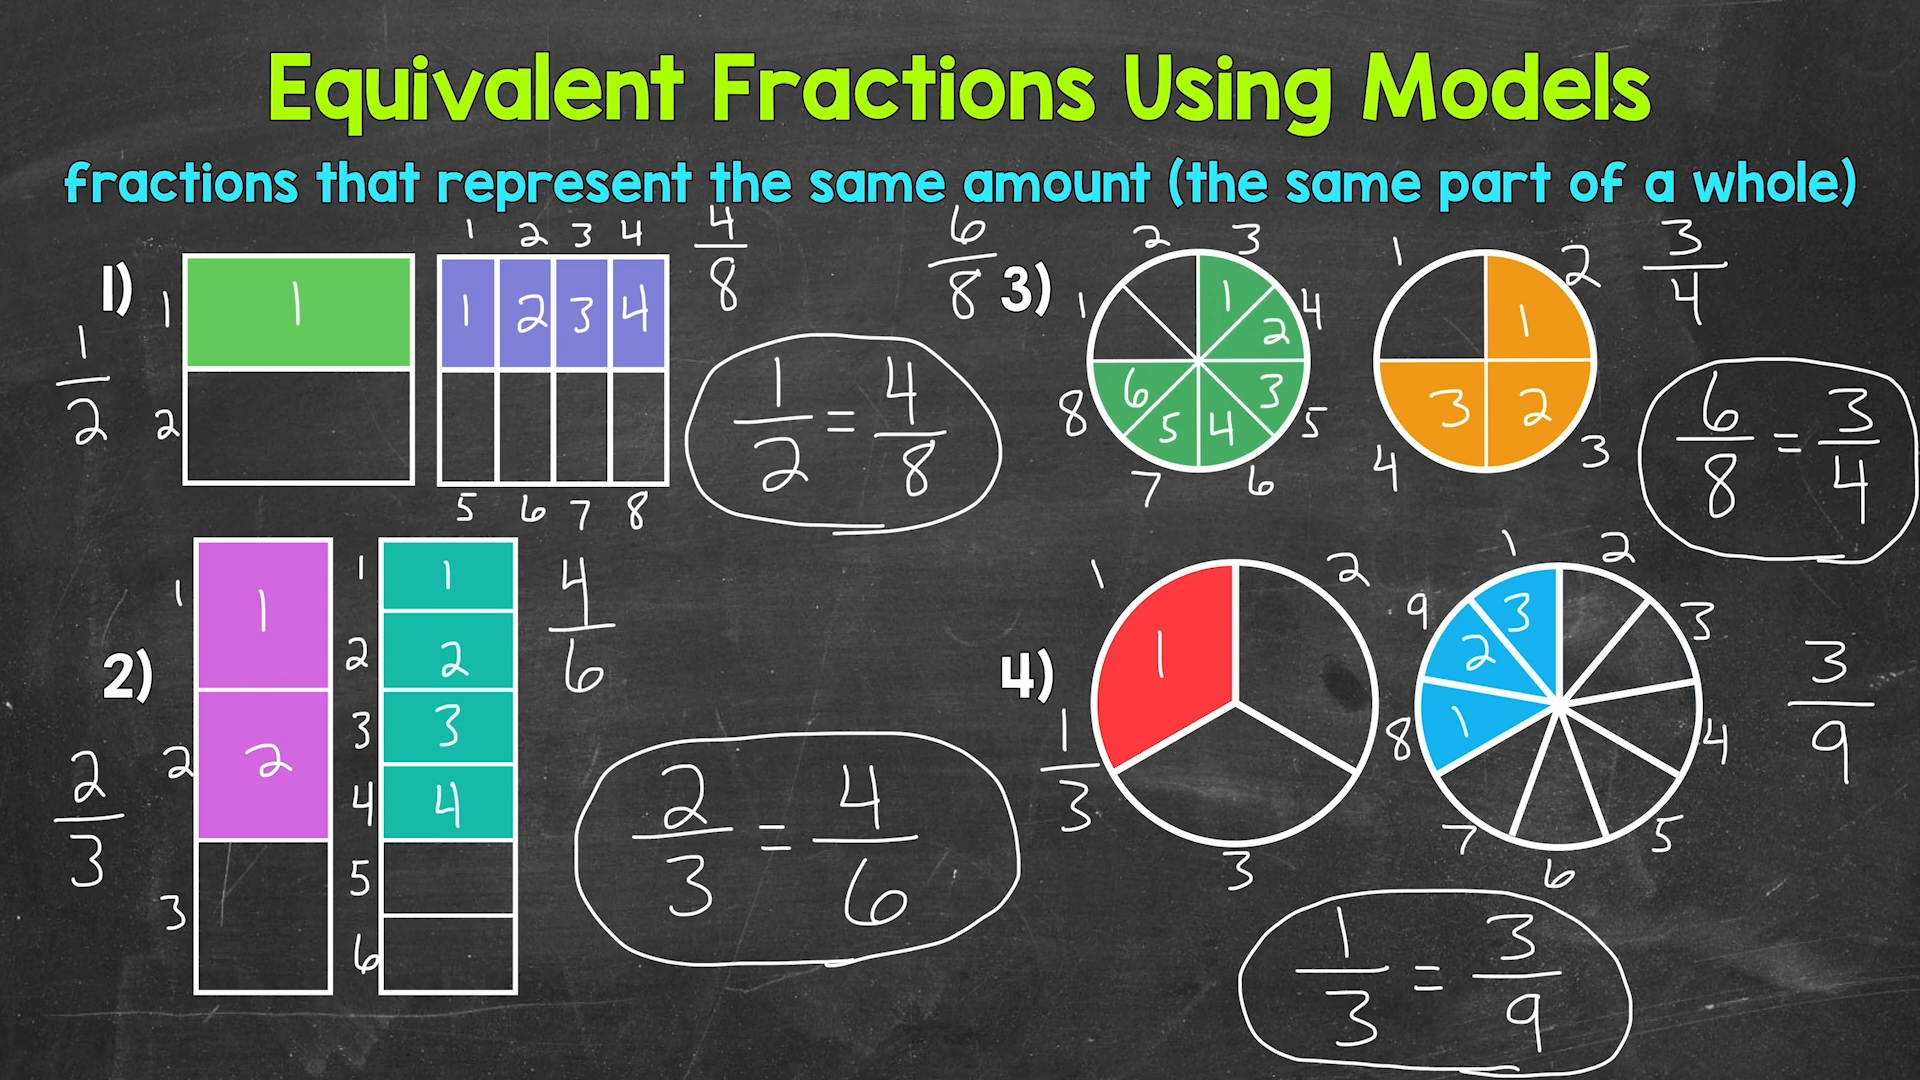 Equivalent Fractions Using Models
fractions that represent the same amount (the same part of a whole)
1)
1 2 3 4
4/8
1
2
1/2
1
1 2 3 4
5 6 7 8
1/2 = 4/8
2)
1
2
3
2/3
1
2
1
2
3
4
5
6
1
2
3
4
4/6
2/3 = 4/6
6/8
3)
1 2 3 4 5 6 7 8
1 2 3 4 5 6
1 2 3 4
1 2 3
3/4
6/8 = 3/4
4)
1/3
1 2 3
1
1 2 3 4 5 6 7 8 9
1 2 3
3/9
1/3 = 3/9